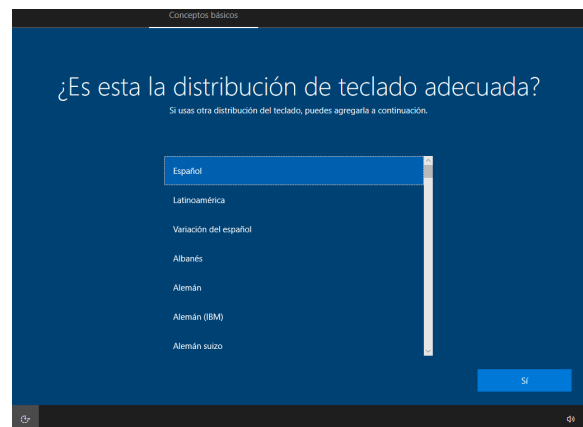 Conceptos básicos
¿Es esta la distribución de teclado adecuada?
Si usas otra distribución del teclado, puedes agregarla a continuación.
Español
Latinoamérica
Variación del español
Albanés
Alemán
Alemán (IBM)
Alemán suizo
Sí